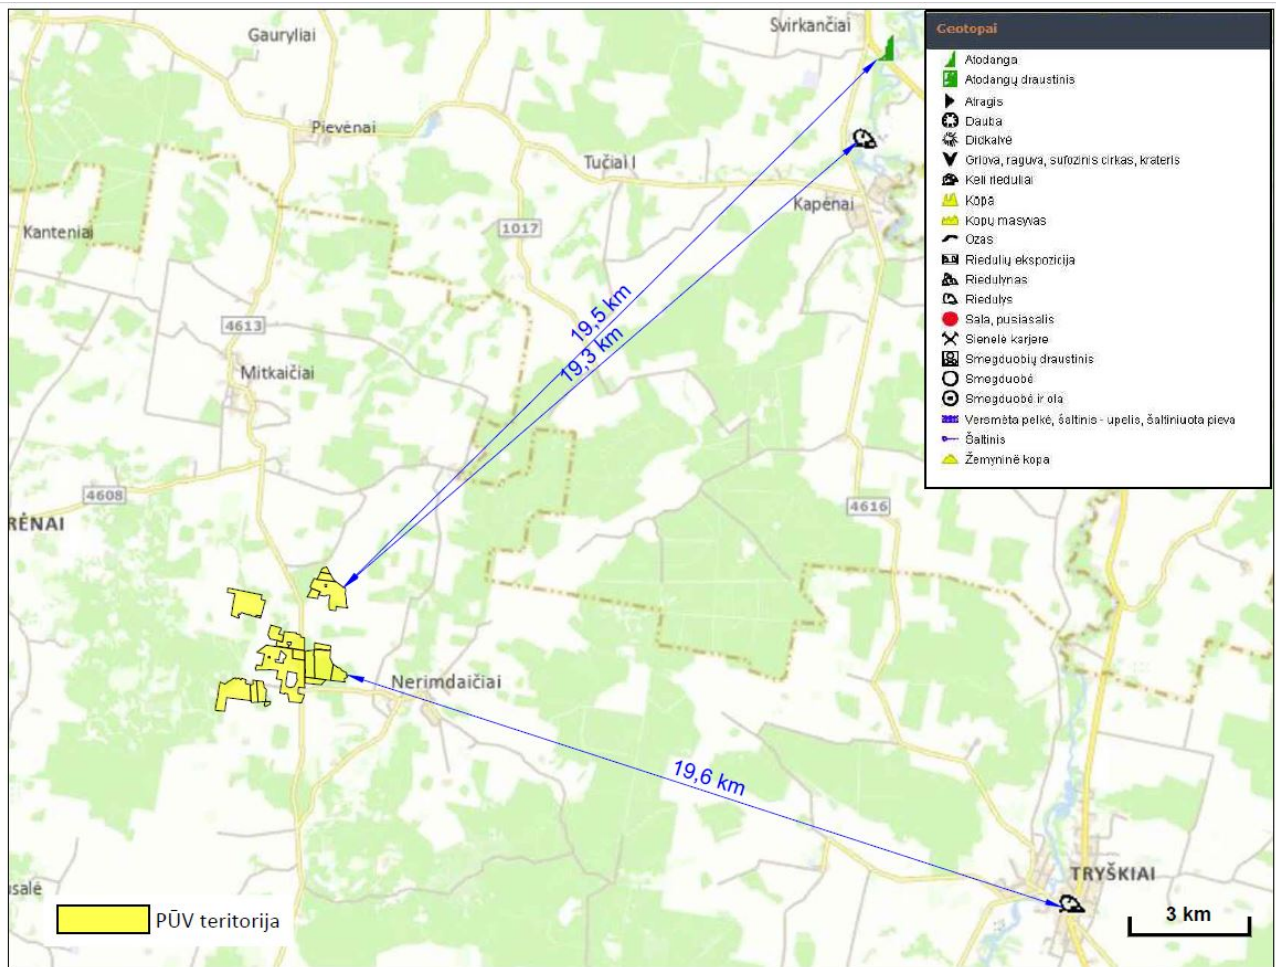 Svirkančiai
Gauryliai
Pievėnai
Tučiai I
Kapėnai
Kanteniai
1017
4613
Mitkaičiai
19,5 km
19,3 km
4608
RĖNAI
4616
Nerimdaičiai
19,6 km
TRYŠKIAI
usalė
PŪV teritorija
3 km
Geotopai
Atodanga
Atodangų draustinis
Atragis
Dauba
Didkalvė
Griova, raguva, sufozinis cirkas, krateris
Keli rieduliai
Kopa
Kopų masyvas
Ozas
Riedulių ekspozicija
Riedulynas
Riedulys
Sala, pusiasalis
Sienelė karjere
Smegduobių draustinis
Smegduobė
Smegduobė ir ola
Versmėta pelkė, šaltinis - upelis, šaltiniuota pieva
Šaltinis
Žemyninė kopa